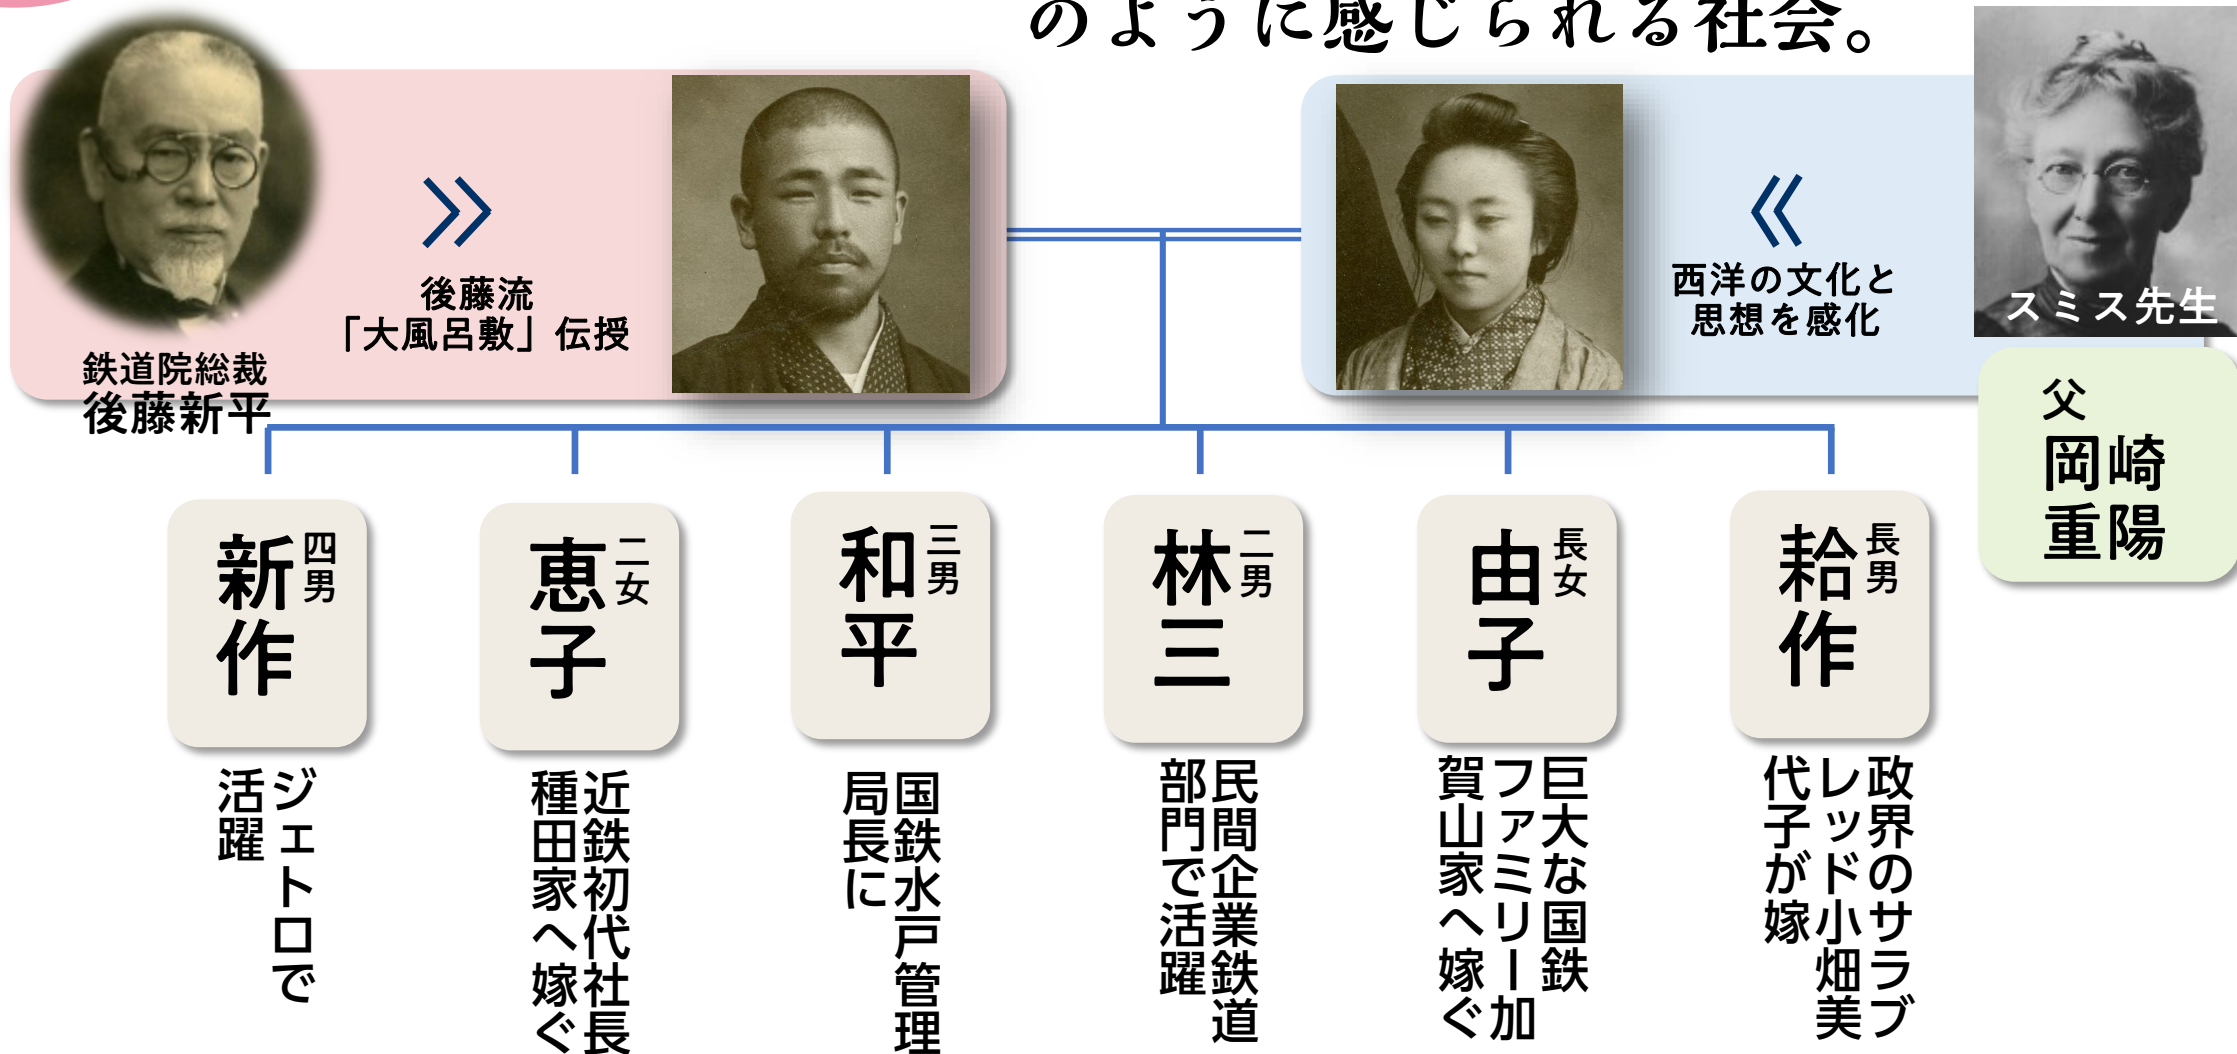 のように感じられる社会。
後藤流
「大風呂敷」伝授
鉄道院総裁
後藤新平
西洋の文化と
思想を感化
スミス先生
父
岡崎
重陽
長男
耠作
政界のサラブ
レッド小畑美
代子が嫁
長女
由子
巨大な国鉄
ファミリー加
賀山家へ嫁ぐ
二男
林三
民間企業鉄道
部門で活躍
三男
和平
国鉄水戸管理
局長に
二女
恵子
近鉄初代社長
種田家へ嫁ぐ
四男
新作
ジェトロで
活躍